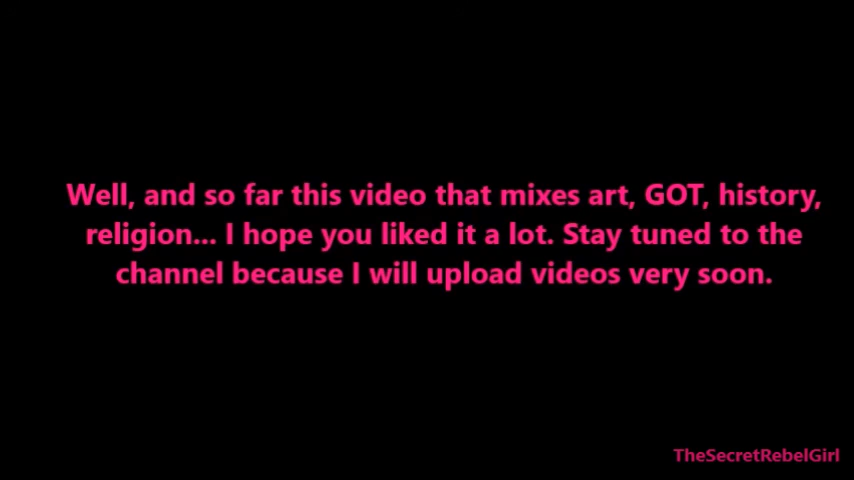 Well, and so far this video that mixes art, GOT, history,
religion... I hope you liked it a lot. Stay tuned to the
channel because I will upload videos very soon.
TheSecretRebelGirl